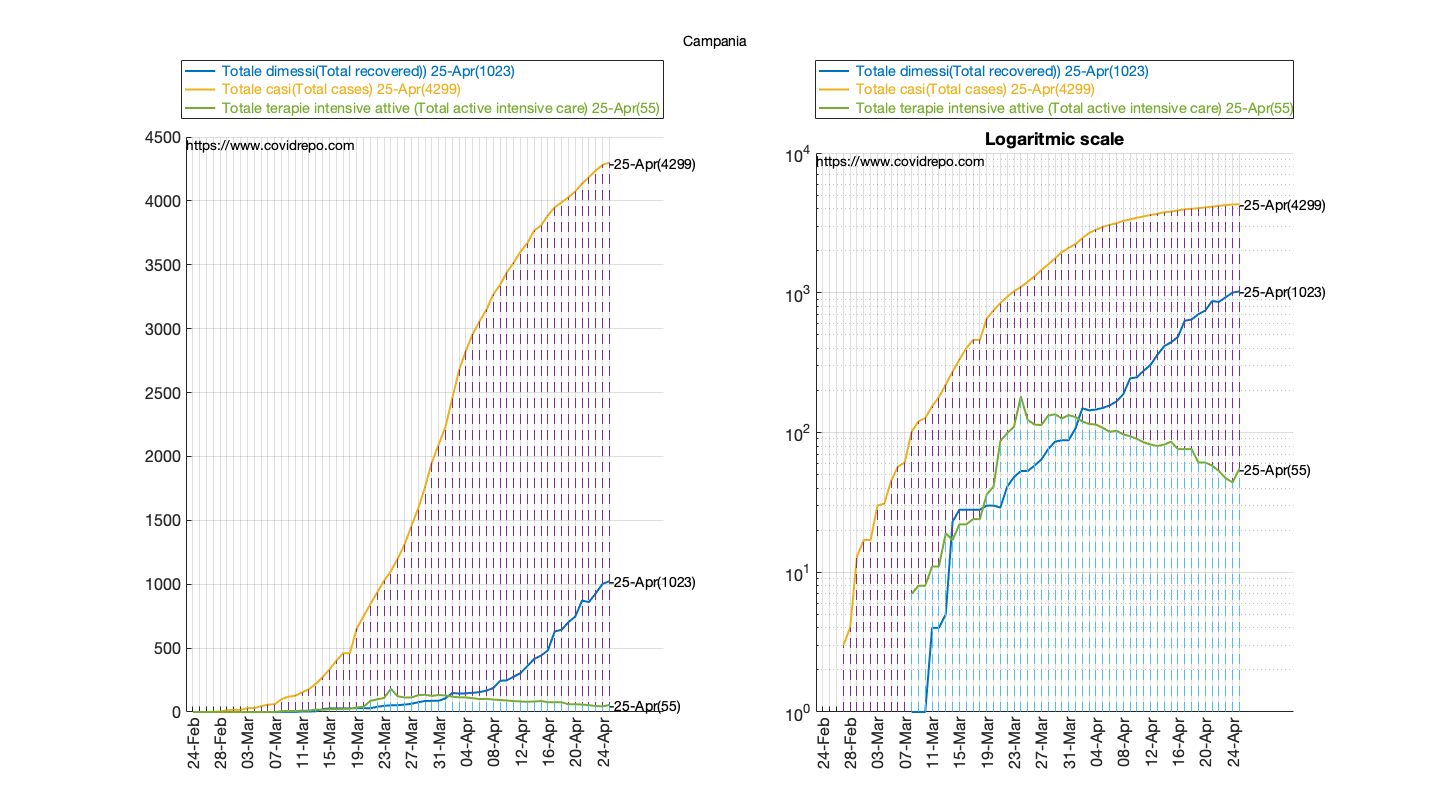 Campania
Totale dimessi(Total recovered)) 25-Apr(1023)
Totale casi(Total cases) 25-Apr(4299)
Totale terapie intensive attive (Total active intensive care) 25-Apr(55)
https://www.covidrepo.com
4500
4000
3500
3000
2500
2000
1500
1000
500
0
25-Apr(4299)
25-Apr(1023)
25-Apr(55)
24-Feb
28-Feb
03-Mar
07-Mar
11-Mar
15-Mar
19-Mar
23-Mar
27-Mar
31-Mar
04-Apr
08-Apr
12-Apr
16-Apr
20-Apr
24-Apr
Totale dimessi(Total recovered)) 25-Apr(1023)
Totale casi(Total cases) 25-Apr(4299)
Totale terapie intensive attive (Total active intensive care) 25-Apr(55)
Logaritmic scale
https://www.covidrepo.com
10^4
10^3
10^2
10^1
10^0
25-Apr(4299)
25-Apr(1023)
25-Apr(55)
24-Feb
28-Feb
03-Mar
07-Mar
11-Mar
15-Mar
19-Mar
23-Mar
27-Mar
31-Mar
04-Apr
08-Apr
12-Apr
16-Apr
20-Apr
24-Apr